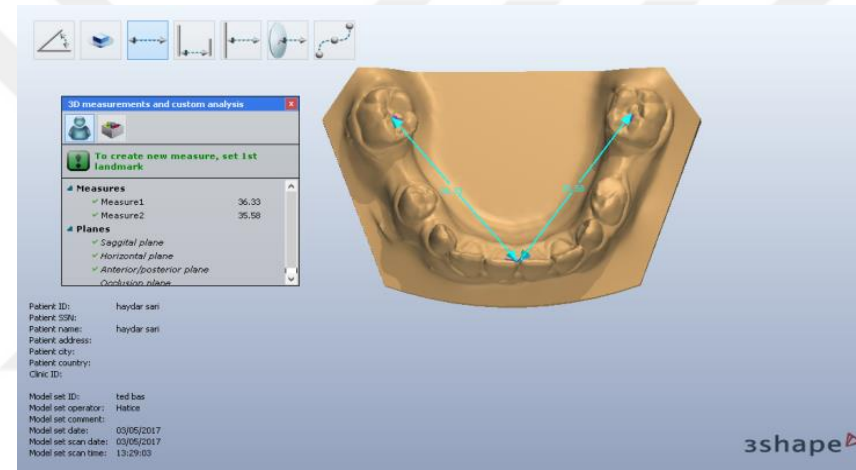 3D measurements and custom analysis
To create new measure, set 1st
landmark
Measures
Measure1 36.33
Measure2 35.58
Planes
Saggital plane
Horizontal plane
Anterior/posterior plane
Occlusion plane
Patient ID: haydar sari
Patient SSN:
Patient name: haydar sari
Patient address:
Patient city:
Patient country:
Clinic ID:
Model set ID: ted bas
Model set operator: Hatice
Model set comment:
Model set date: 03/05/2017
Model set scan date: 03/05/2017
Model set scan time: 13:29:03
3shape